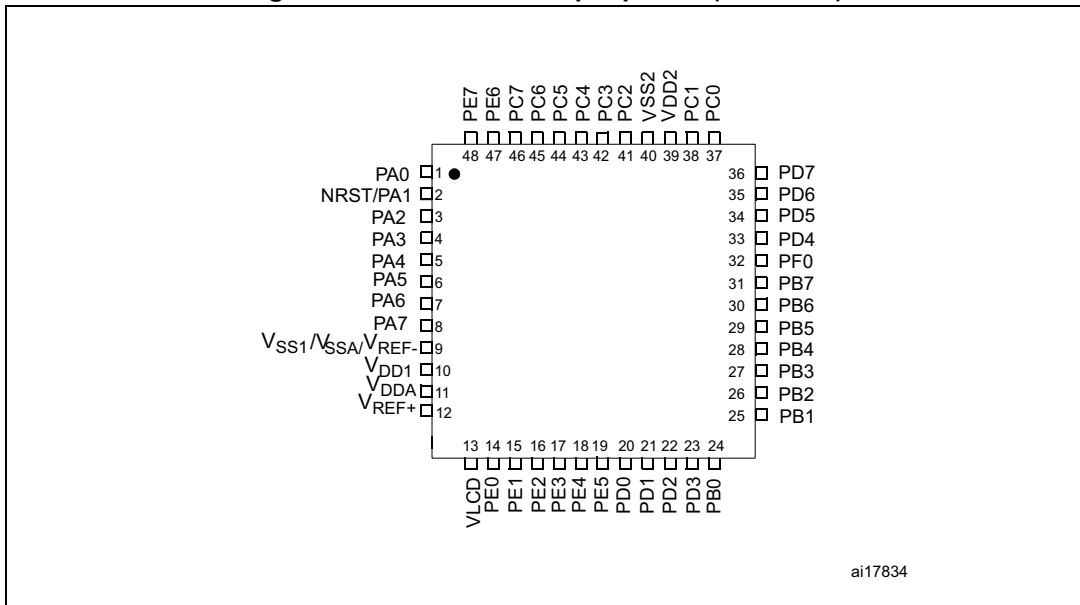 PE7
PE6
PC7
PC6
PC5
PC4
PC3
PC2
VSS2
VDD2
PC1
PC0
48 47 46 45 44 43 42 41 40 39 38 37
PA0 1
NRST/PA1 2
PA2 3
PA3 4
PA4 5
PA5 6
PA6 7
PA7 8
VSS1/VSSA/VREF- 9
VDD1 10
VDDA 11
VREF+ 12
36 PD7
35 PD6
34 PD5
33 PD4
32 PF0
31 PB7
30 PB6
29 PB5
28 PB4
27 PB3
26 PB2
25 PB1
13 14 15 16 17 18 19 20 21 22 23 24
VLCD
PE0
PE1
PE2
PE3
PE4
PE5
PD0
PD1
PD2
PD3
PB0
ai17834